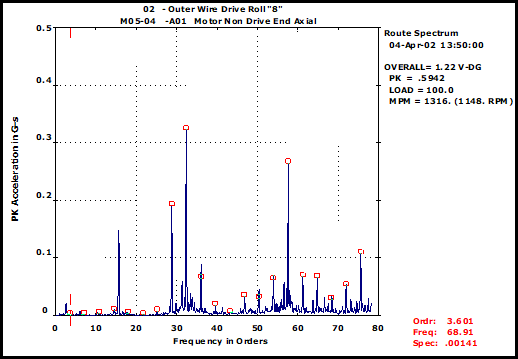 02 - Outer Wire Drive Roll "8"
M05-04 -A01 Motor Non Drive End Axial
Route Spectrum
04-Apr-02 13:50:00
OVERALL= 1.22 V-DG
PK = .5942
LOAD = 100.0
MPM = 1316. (1148. RPM)
PK Acceleration in G-s
0.5
0.4
0.3
0.2
0.1
0
0 10 20 30 40 50 60 70 80
Frequency in Orders
Ordr: 3.601
Freq: 68.91
Spec: .00141